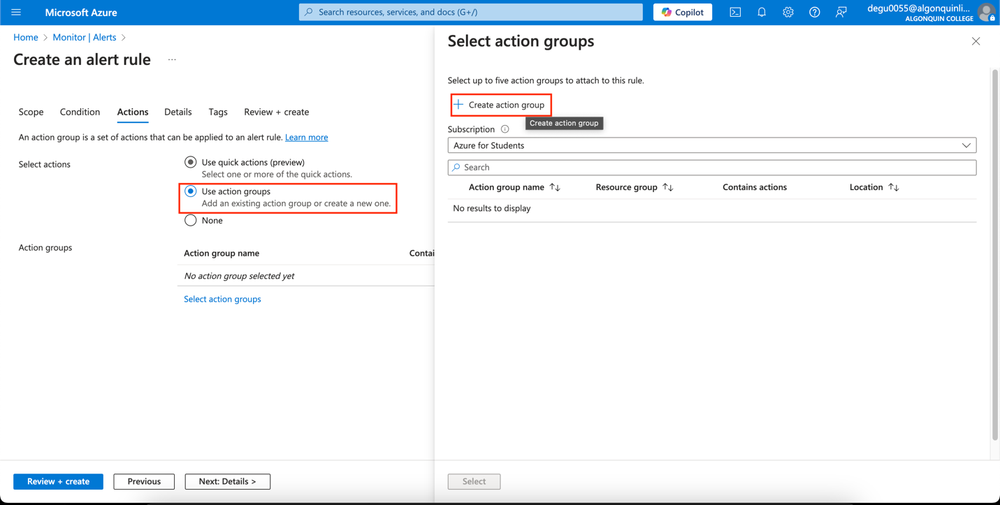 Microsoft Azure
Search resources, services, and docs (G+/)
Copilot
degu0055@algonquinli...
ALGONQUIN COLLEGE
Home > Monitor | Alerts >
Create an alert rule ...
Scope Condition Actions Details Tags Review + create
An action group is a set of actions that can be applied to an alert rule. Learn more
Select actions
Use quick actions (preview)
Select one or more of the quick actions.
Use action groups
Add an existing action group or create a new one.
None
Action groups
Action group name Contai
No action group selected yet
Select action groups
Review + create Previous Next: Details >
Select action groups
Select up to five action groups to attach to this rule.
+ Create action group
Create action group
Subscription
Azure for Students
Search
Action group name Resource group Contains actions Location
No results to display
Select